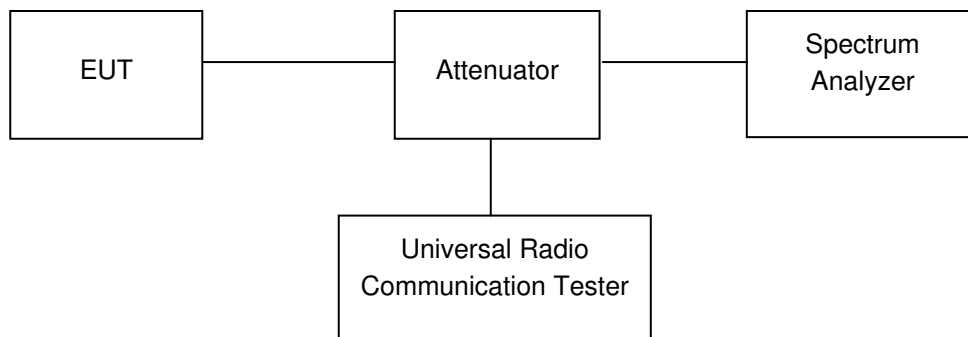 EUT
Attenuator
Spectrum
Analyzer
Universal Radio
Communication Tester